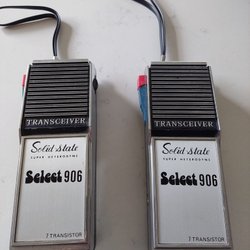 TRANSCEIVER
Solid state
SUPER HETERODYNE
Select 906
7 TRANSISTOR
TRANSCEIVER
Solid state
SUPER HETERODYNE
Select 906
7 TRANSISTOR